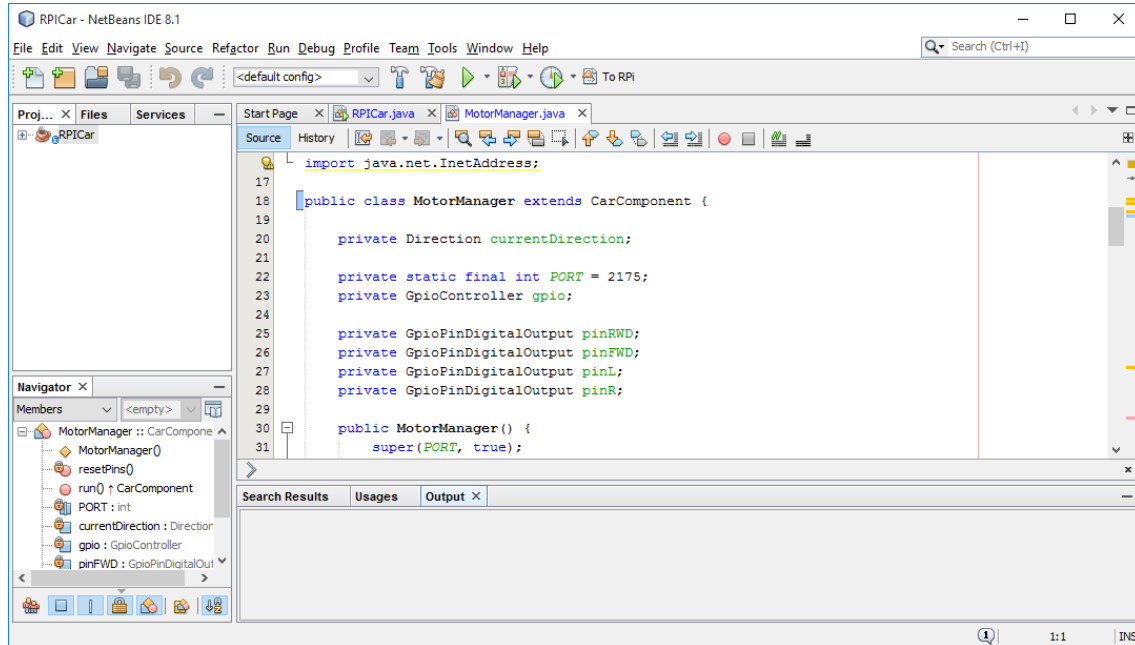 RPICar - NetBeans IDE 8.1
File Edit View Navigate Source Refactor Run Debug Profile Team Tools Window Help
Search (Ctrl+I)
<default config>
To RPi
Proj... Files Services
Start Page RPICar.java MotorManager.java
RPICar
Source History
import java.net.InetAddress;
17
18 public class MotorManager extends CarComponent {
19
20 private Direction currentDirection;
21
22 private static final int PORT = 2175;
23 private GpioController gpio;
24
25 private GpioPinDigitalOutput pinRWD;
26 private GpioPinDigitalOutput pinFWD;
27 private GpioPinDigitalOutput pinL;
28 private GpioPinDigitalOutput pinR;
29
30 public MotorManager() {
31 super(PORT, true);
Navigator
Members <empty>
MotorManager :: CarCompone
MotorManager()
resetPins()
run() ↑ CarComponent
PORT : int
currentDirection : Direction
gpio : GpioController
pinFWD : GpioPinDigitalOut
Search Results Usages Output
1 1:1 INS